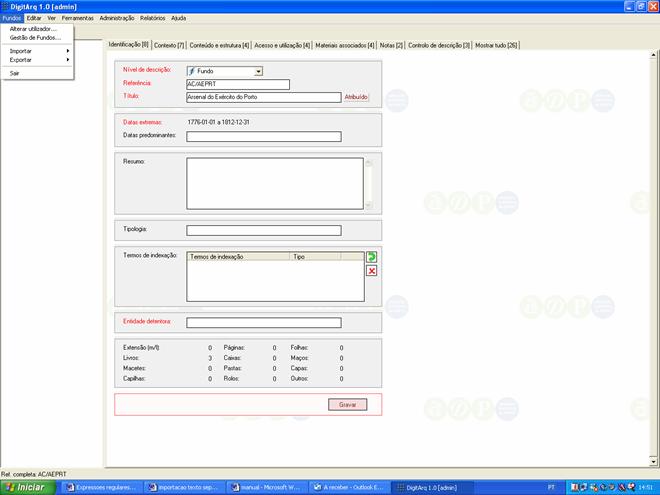 DigitArq 1.0 [admin]
Fundos Editar Ver Ferramentas Administração Relatórios Ajuda
Alterar utilizador...
Gestão de Fundos...
Importar
Exportar
Sair
Identificação [8] Contexto [7] Conteúdo e estrutura [4] Acesso e utilização [4] Materiais associados [4] Notas [2] Controlo de descrição [3] Mostrar tudo [26]
Nível de descrição: Fundo
Referência: AC/AEPRT
Título: Arsenal do Exército do Porto Atribuído
Datas extremas: 1776-01-01 a 1812-12-31
Datas predominantes:
Resumo:
Tipologia:
Termos de indexação: Termos de indexação Tipo
Entidade detentora:
Extensão (m/l) 0 Páginas: 0 Folhas: 0
Livros: 3 Caixas: 0 Maços: 0
Macetes: 0 Pastas: 0 Capas: 0
Capilhas: 0 Rolos: 0 Outros: 0
Gravar
Ref. completa: AC/AEPRT
Iniciar Expressoes regulares... importacao texto sep... manual - Microsoft W... A receber - Outlook E... DigitArq 1.0 [admin] PT 14:51